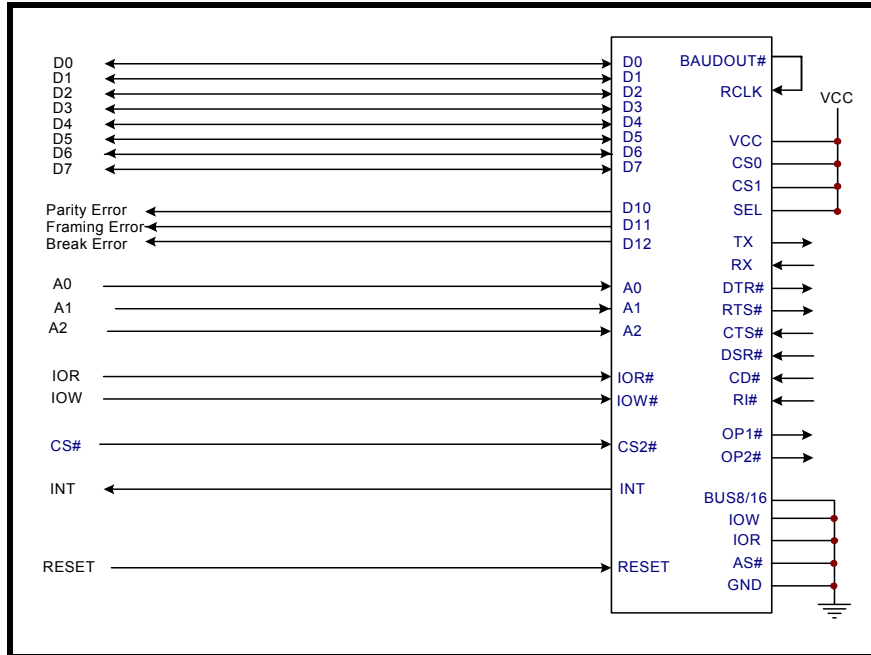 D0 D0 BAUDOUT#
D1 D1
D2 D2 RCLK
D3 D3 VCC
D4 D4
D5 D5 VCC
D6 D6 CS0
D7 D7
CS1
Parity Error D10 SEL
Framing Error D11
Break Error D12 TX
RX
A0 A0 DTR#
A1 A1 RTS#
A2 A2 CTS#
DSR#
IOR IOR# CD#
IOW IOW# RI#
OP1#
CS# CS2# OP2#
INT INT
BUS8/16
IOW
IOR
RESET RESET AS#
GND